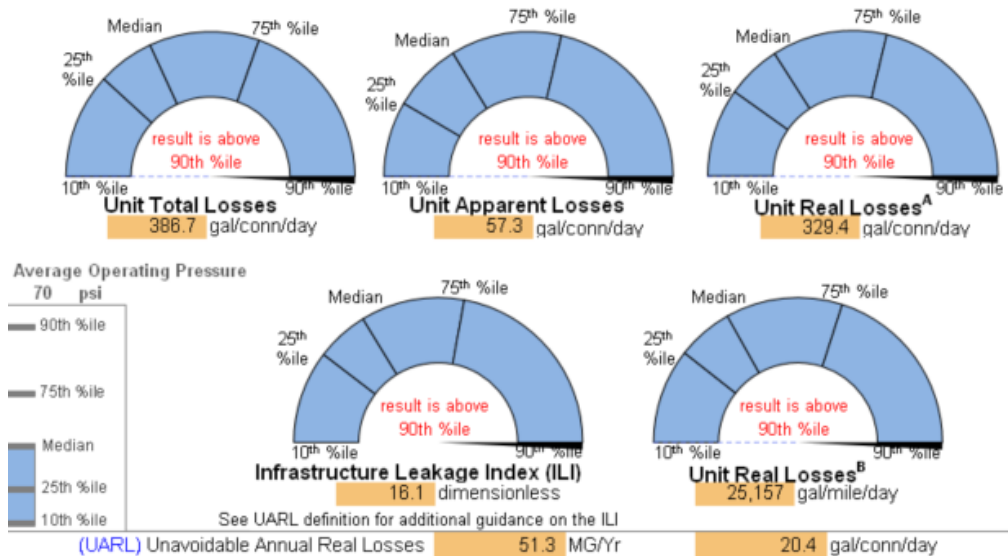 Median 75th %ile
25th %ile
result is above
90th %ile
10th %ile 90th %ile
Unit Total Losses
386.7 gal/conn/day
Median 75th %ile
25th %ile
result is above
90th %ile
10th %ile 90th %ile
Unit Apparent Losses
57.3 gal/conn/day
Median 75th %ile
25th %ile
result is above
90th %ile
10th %ile 90th %ile
Unit Real Losses^A
329.4 gal/conn/day
Average Operating Pressure
70 psi
90th %ile
75th %ile
Median
25th %ile
10th %ile
Median 75th %ile
25th %ile
result is above
90th %ile
10th %ile 90th %ile
Infrastructure Leakage Index (ILI)
16.1 dimensionless
See UARL definition for additional guidance on the ILI
Median 75th %ile
25th %ile
result is above
90th %ile
10th %ile 90th %ile
Unit Real Losses^B
25,157 gal/mile/day
(UARL) Unavoidable Annual Real Losses 51.3 MG/Yr 20.4 gal/conn/day